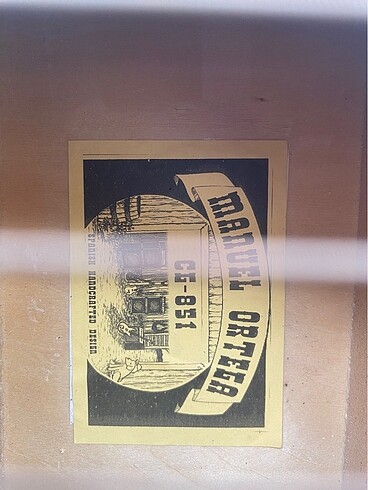 MANUEL ORTEGA
CG-851
SPANISH HANDCRAFTED DESIGN